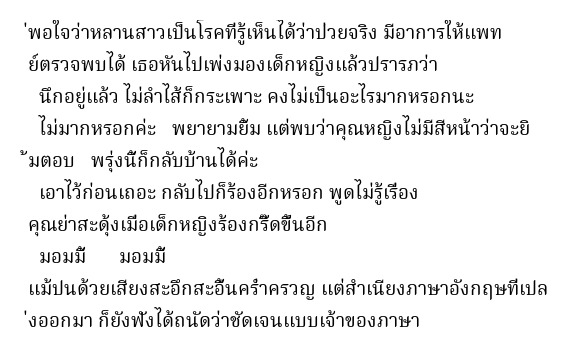 ่พอใจว่าหลานสาวเป็นโรคที่รู้เห็นได้ว่าป่วยจริง มีอาการให้แพท
ย์ตรวจพบได้ เธอหันไปเพ่งมองเด็กหญิงแล้วปรารภว่า
นึกอยู่แล้ว ไม่ลำไส้ก็กระเพาะ คงไม่เป็นอะไรมากหรอกนะ
ไม่มากหรอกค่ะ พยายามยิ้ม แต่พบว่าคุณหญิงไม่มีสีหน้าว่าจะยิ
้มตอบ พรุ่งนี้ก็กลับบ้านได้ค่ะ
เอาไว้ก่อนเถอะ กลับไปก็ร้องอีกหรอก พูดไม่รู้เรื่อง
คุณย่าสะดุ้งเมื่อเด็กหญิงร้องกรี๊ดขึ้นอีก
มอมมี้ มอมมี้
แม้ปนด้วยเสียงสะอึกสะอื้นคร่ำครวญ แต่สำเนียงภาษาอังกฤษที่เปล
่งออกมา ก็ยังฟังได้ถนัดว่าชัดเจนแบบเจ้าของภาษา